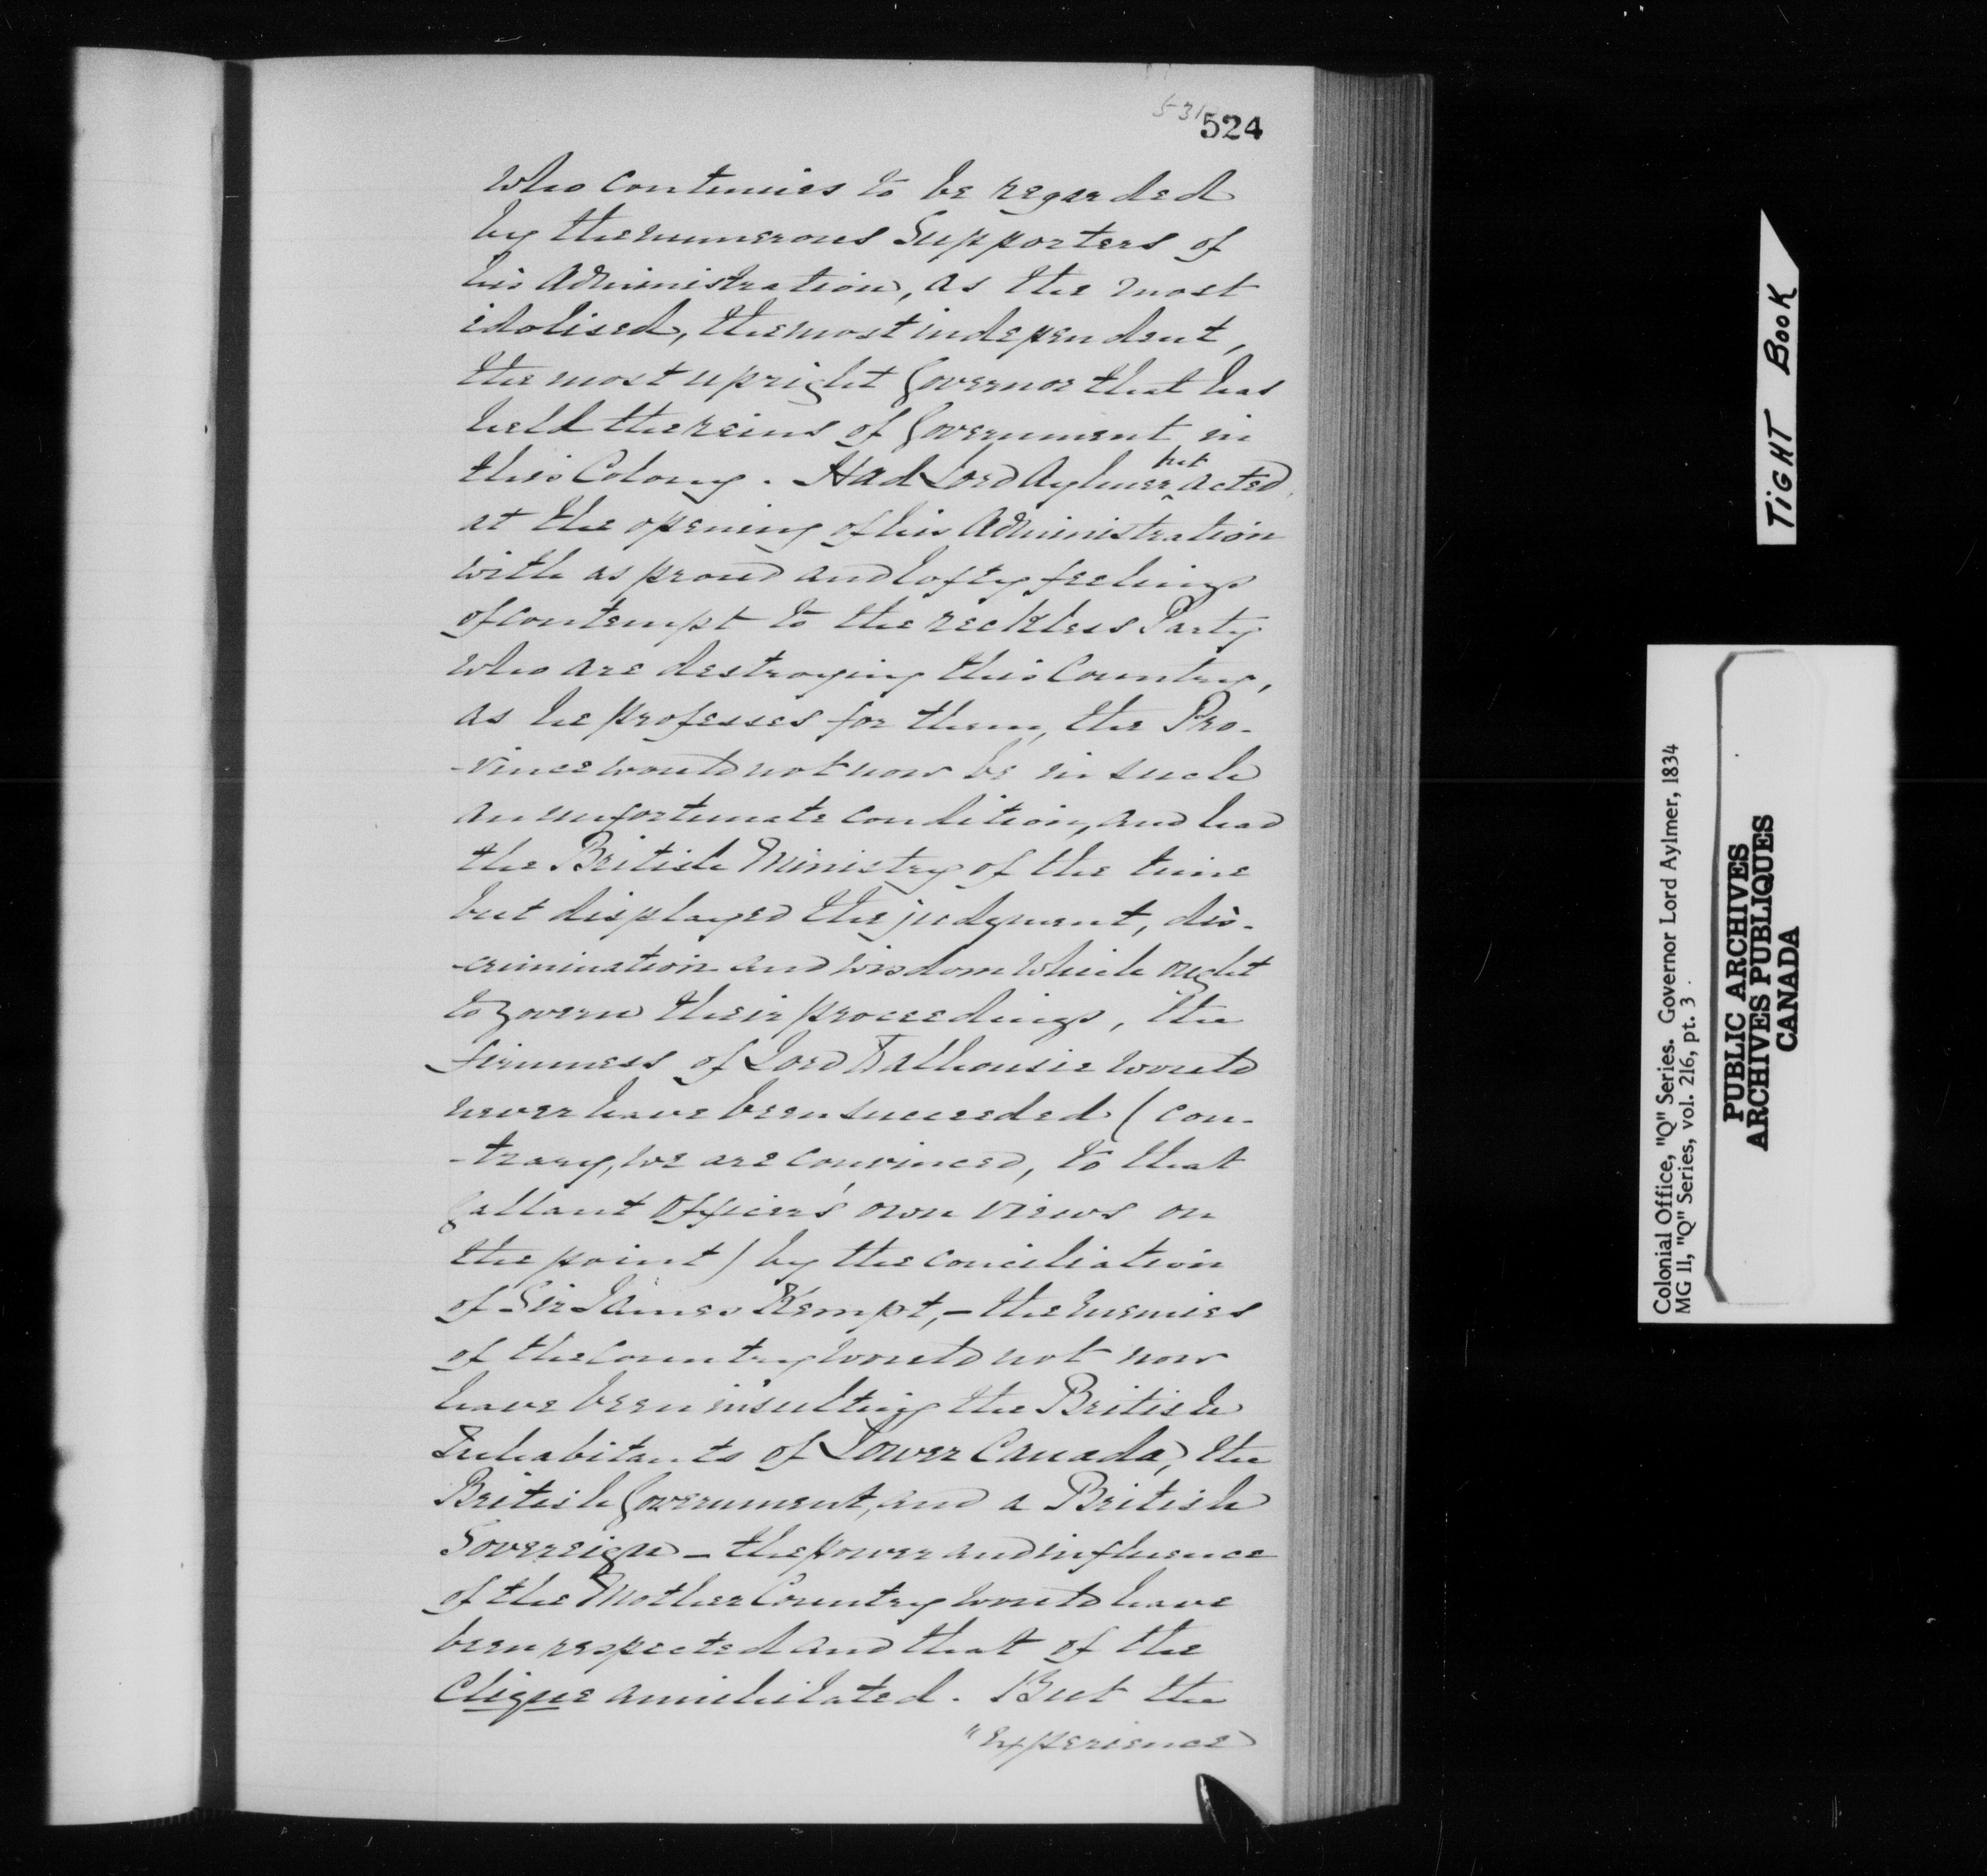 531
524
who continues to be regarded
by the numerous Supporters of
his Administration, as the most
idolised, the most independent,
the most upright Governor that has
held the reins of Government in
this Colony. Had Lord Aylmer but acted,
at the opening of his Administration
with as proud and lofty feelings
of contempt to the reckless Party
who are destroying this Country,
as he professes for them, the Pro-
-vince would not now be in such
an unfortunate condition, and had
the British Ministry of the time
but displayed the judgment, dis-
-crimination and wisdom which ought
to govern their proceedings, the
firmness of Lord Dalhousie would
never have been succeeded (con-
-trary, we are convinced, to that
gallant Officer's own views on
the point) by the conciliation
of Sir James Kempt,— the Enemies
of the Country would not now
have been insulting the British
Inhabitants of Lower Canada, the
British Government, and a British
Sovereign — the power and influence
of the Mother Country would have
been respected and that of the
Clique annihilated. But the
"experience
TIGHT BOOK
Colonial Office, "Q" Series. Governor Lord Aylmer, 1834
MG 11, "Q" Series, vol. 216, pt. 3
PUBLIC ARCHIVES
ARCHIVES PUBLIQUES
CANADA